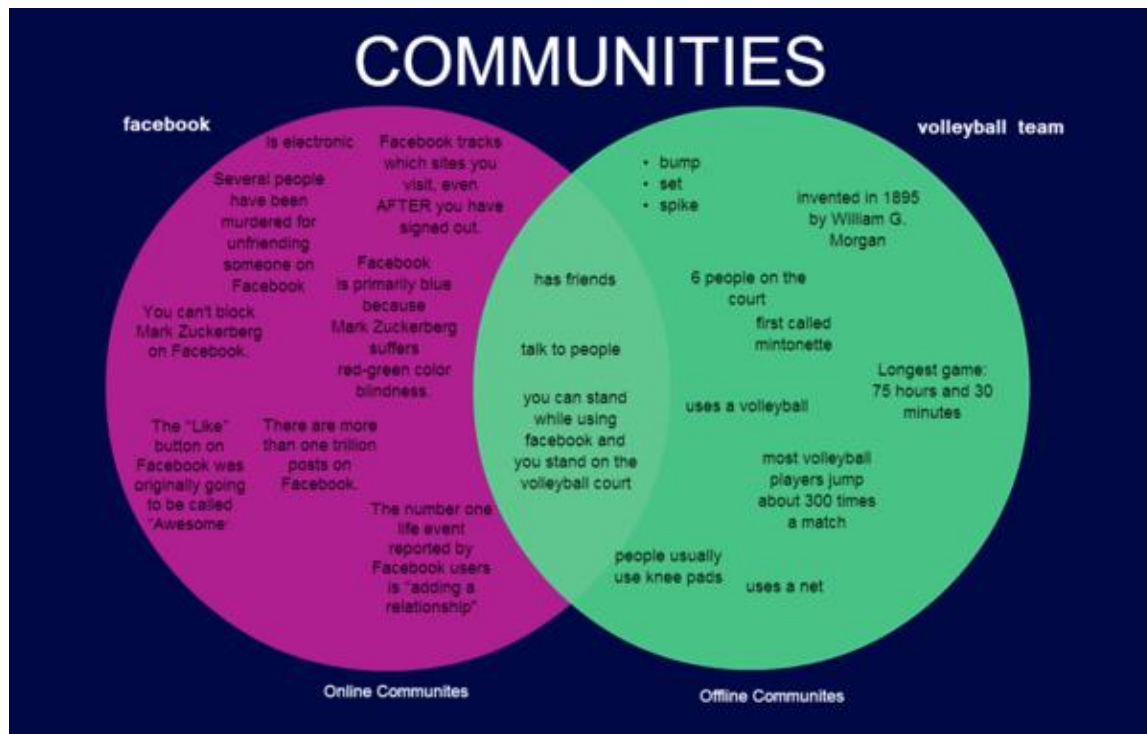 COMMUNITIES
facebook
volleyball team
Is electronic
Facebook tracks
which sites you
visit, even
AFTER you have
signed out.
Several people
have been
murdered for
unfriending
someone on
Facebook
Facebook
is primarily blue
because
Mark Zuckerberg
suffers
red-green color
blindness.
You can't block
Mark Zuckerberg
on Facebook.
The "Like"
button on
Facebook was
originally going
to be called
"Awesome
There are more
than one trillion
posts on
Facebook.
The number one
life event
reported by
Facebook users
is "adding a
relationship"
has friends
talk to people
you can stand
while using
facebook and
you stand on the
volleyball court
• bump
• set
• spike
invented in 1895
by William G.
Morgan
6 people on the
court
first called
mintonette
Longest game:
75 hours and 30
minutes
uses a volleyball
most volleyball
players jump
about 300 times
a match
people usually
use knee pads
uses a net
Online Communites
Offline Communites